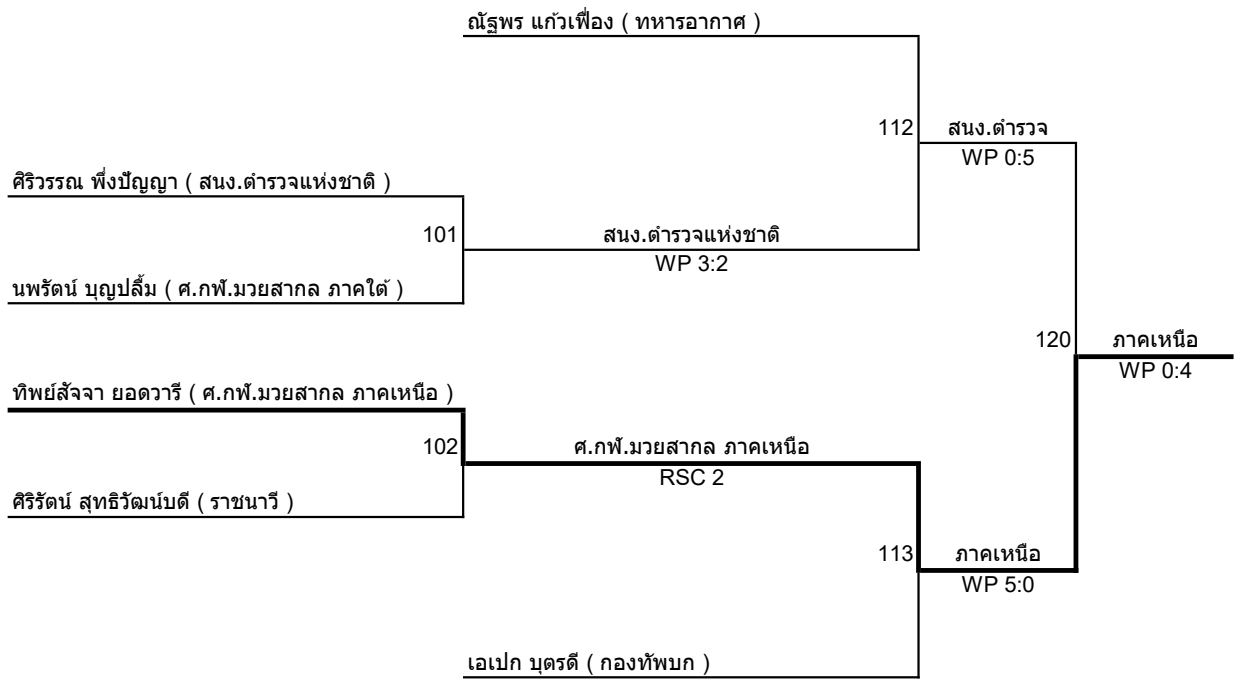 ณัฐพร แก้วเฟื่อง ( ทหารอากาศ )
112
สนง.ตำรวจ
WP 0:5
ศิริวรรณ พึ่งปัญญา ( สนง.ตำรวจแห่งชาติ )
101
สนง.ตำรวจแห่งชาติ
WP 3:2
นพรัตน์ บุญปลื้ม ( ศ.กฬ.มวยสากล ภาคใต้ )
120
ภาคเหนือ
WP 0:4
ทิพย์สัจจา ยอดวารี ( ศ.กฬ.มวยสากล ภาคเหนือ )
102
ศ.กฬ.มวยสากล ภาคเหนือ
RSC 2
ศิริรัตน์ สุทธิวัฒน์บดี ( ราชนาวี )
113
ภาคเหนือ
WP 5:0
เอเปก บุตรดี ( กองทัพบก )